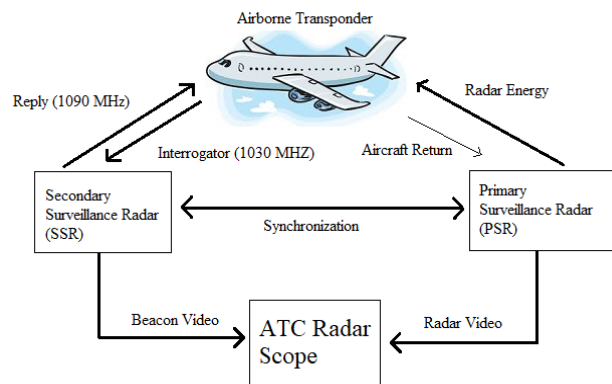 Airborne Transponder
Reply (1090 MHz)
Radar Energy
Interrogator (1030 MHZ)
Aircraft Return
Secondary
Surveillance Radar
(SSR)
Synchronization
Primary
Surveillance Radar
(PSR)
Beacon Video
Radar Video
ATC Radar
Scope